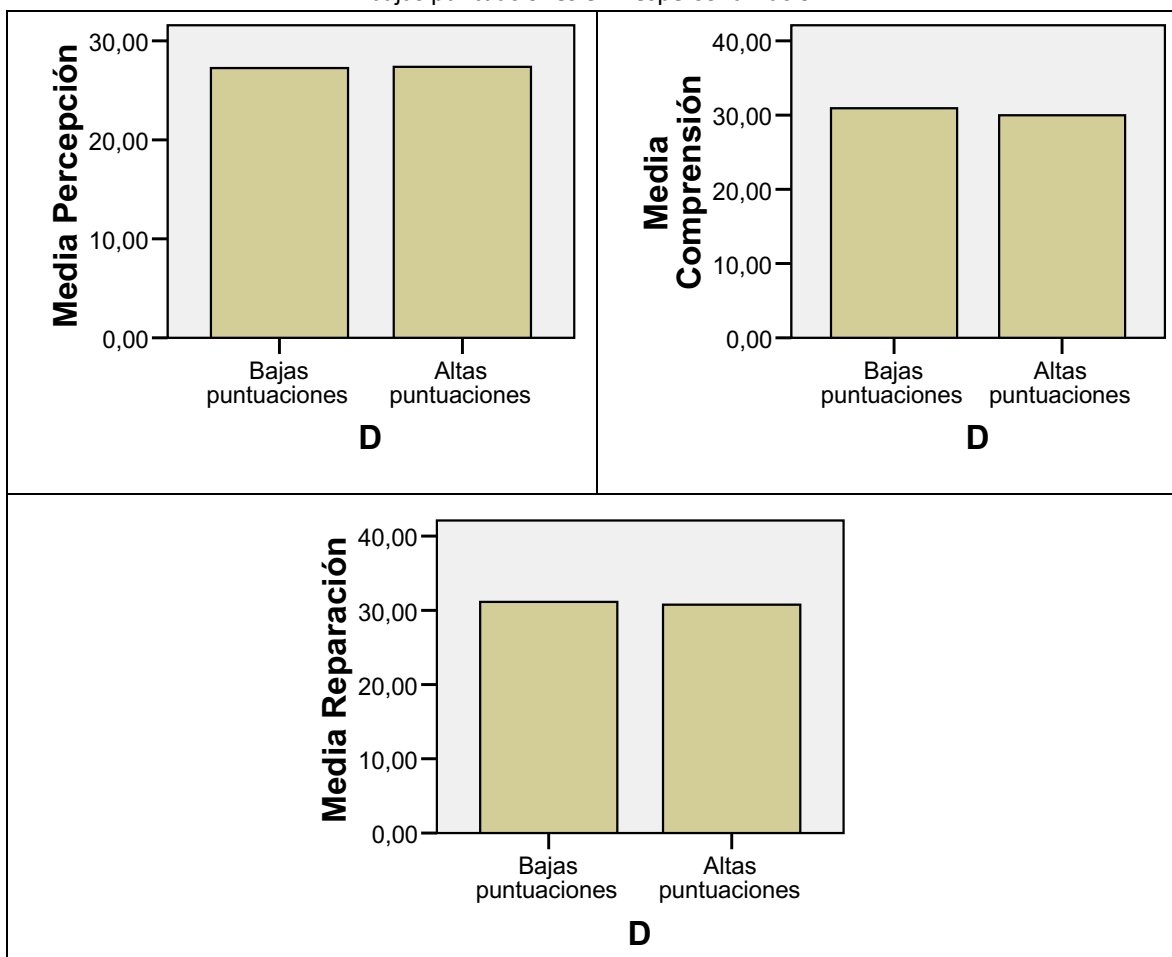 Media Percepción
30,00
20,00
10,00
0,00
Bajas
puntuaciones
Altas
puntuaciones
D
Media
Comprensión
40,00
30,00
20,00
10,00
0,00
Bajas
puntuaciones
Altas
puntuaciones
D
Media Reparación
40,00
30,00
20,00
10,00
0,00
Bajas
puntuaciones
Altas
puntuaciones
D